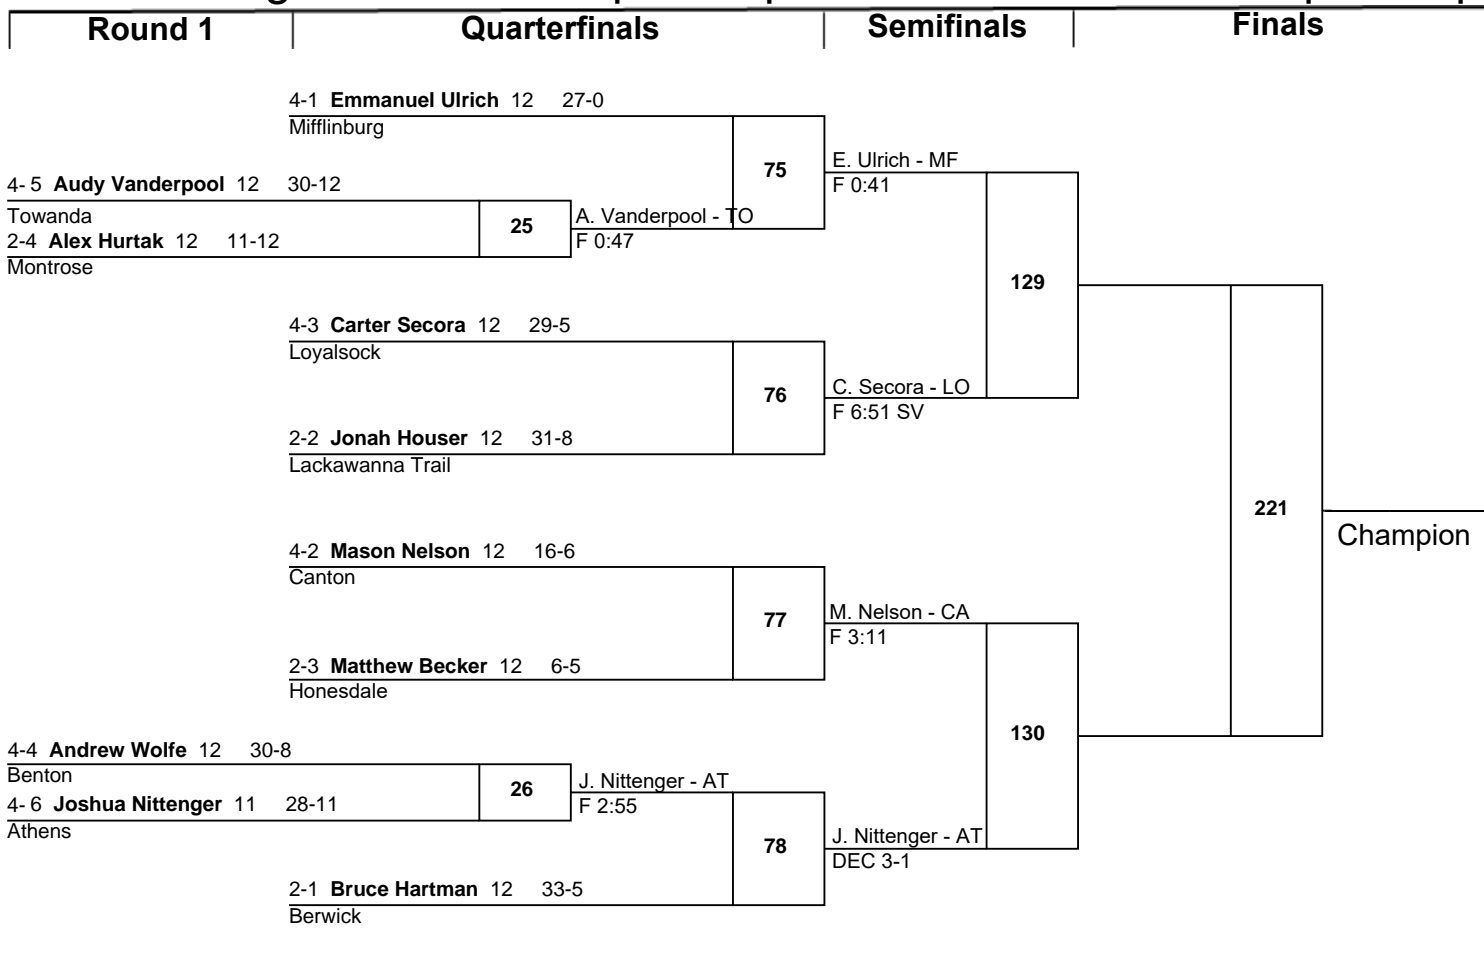 Round 1
Quarterfinals
Semifinals
Finals
4-1 Emmanuel Ulrich 12 27-0
Mifflinburg
75
E. Ulrich - MF
F 0:41
4- 5 Audy Vanderpool 12 30-12
Towanda
25
A. Vanderpool - TO
F 0:47
2-4 Alex Hurtak 12 11-12
Montrose
129
4-3 Carter Secora 12 29-5
Loyalsock
76
C. Secora - LO
F 6:51 SV
2-2 Jonah Houser 12 31-8
Lackawanna Trail
221
Champion
4-2 Mason Nelson 12 16-6
Canton
77
M. Nelson - CA
F 3:11
2-3 Matthew Becker 12 6-5
Honesdale
130
4-4 Andrew Wolfe 12 30-8
Benton
26
J. Nittenger - AT
F 2:55
4- 6 Joshua Nittenger 11 28-11
Athens
78
J. Nittenger - AT
DEC 3-1
2-1 Bruce Hartman 12 33-5
Berwick